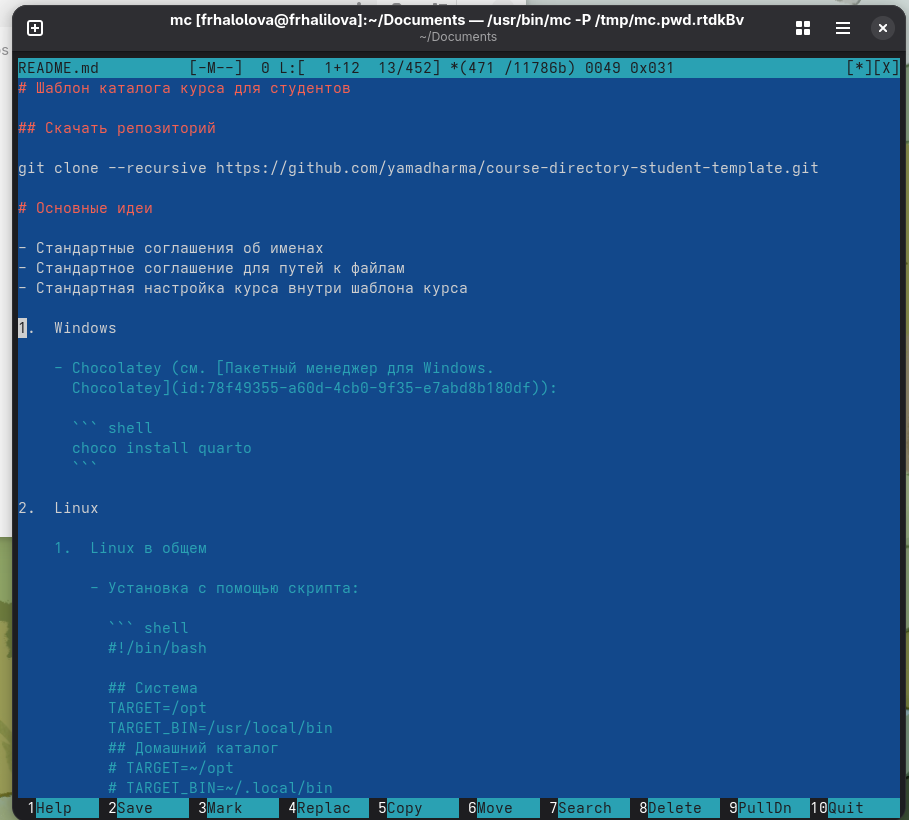 mc [frhalolova@frhalilova]:~/Documents — /usr/bin/mc -P /tmp/mc.pwd.rtdkBv
~/Documents
README.md          [-M--]  0 L:[  1+12  13/452] *(471 /11786b) 0049 0x031                   [*][X]
# Шаблон каталога курса для студентов
## Скачать репозиторий
git clone --recursive https://github.com/yamadharma/course-directory-student-template.git
# Основные идеи
- Стандартные соглашения об именах
- Стандартное соглашение для путей к файлам
- Стандартная настройка курса внутри шаблона курса
1.  Windows
    - Chocolatey (см. [Пакетный менеджер для Windows.
      Chocolatey](id:78f49355-a60d-4cb0-9f35-e7abd8b180df)):
      ``` shell
      choco install quarto
      ```
2.  Linux
    1.  Linux в общем
        - Установка с помощью скрипта:
          ``` shell
          #!/bin/bash
          ## Система
          TARGET=/opt
          TARGET_BIN=/usr/local/bin
          ## Домашний каталог
          # TARGET=~/opt
          # TARGET_BIN=~/.local/bin
1Help 2Save 3Mark 4Replac 5Copy 6Move 7Search 8Delete 9PullDn 10Quit